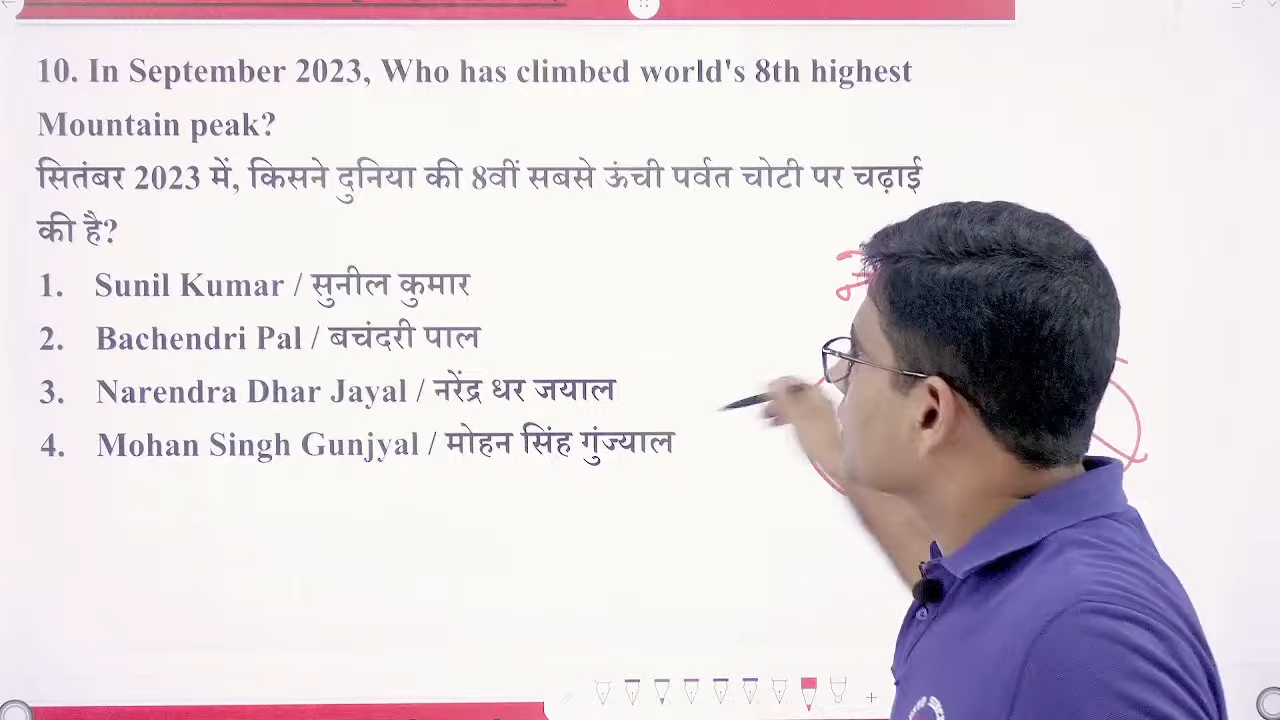 10. In September 2023, Who has climbed world's 8th highest
Mountain peak?
सितंबर 2023 में, किसने दुनिया की 8वीं सबसे ऊंची पर्वत चोटी पर चढ़ाई
की है?
1. Sunil Kumar / सुनील कुमार
2. Bachendri Pal / बचंदरी पाल
3. Narendra Dhar Jayal / नरेंद्र धर जयाल
4. Mohan Singh Gunjyal / मोहन सिंह गुंज्याल